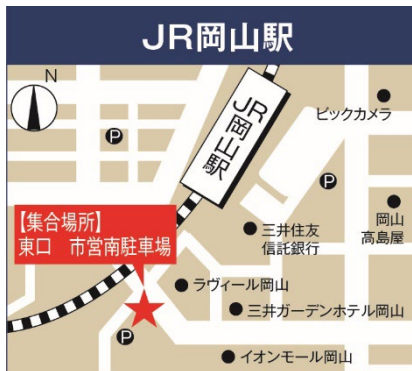 JR岡山駅
N
ビックカメラ
JR岡山駅
P
P
岡山
高島屋
【集合場所】
東口　市営南駐車場
三井住友
信託銀行
ラヴィール岡山
三井ガーデンホテル岡山
P
イオンモール岡山